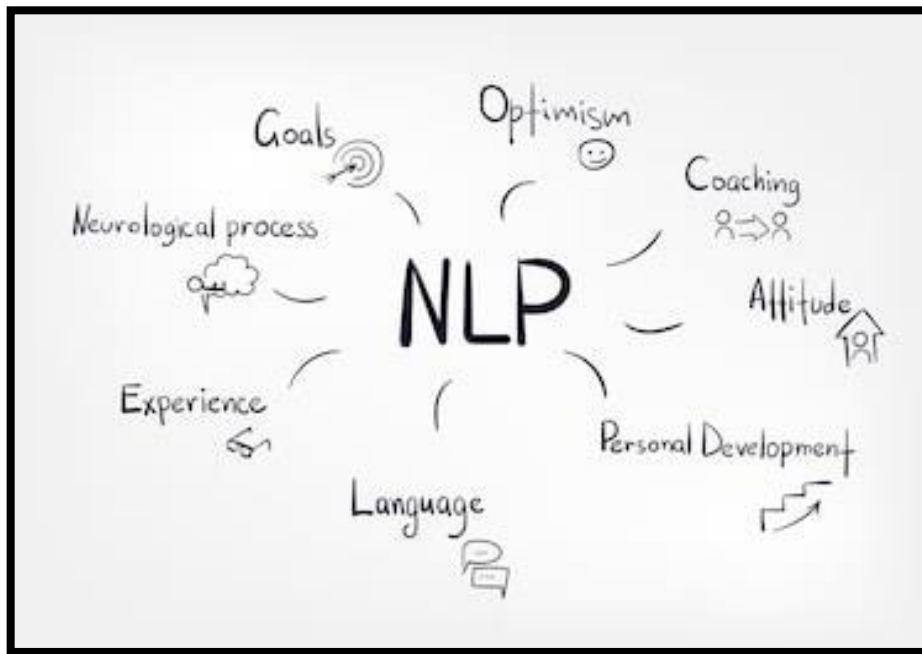 Goals
Optimism
Coaching
Neurological process
NLP
Attitude
Experience
Personal Development
Language